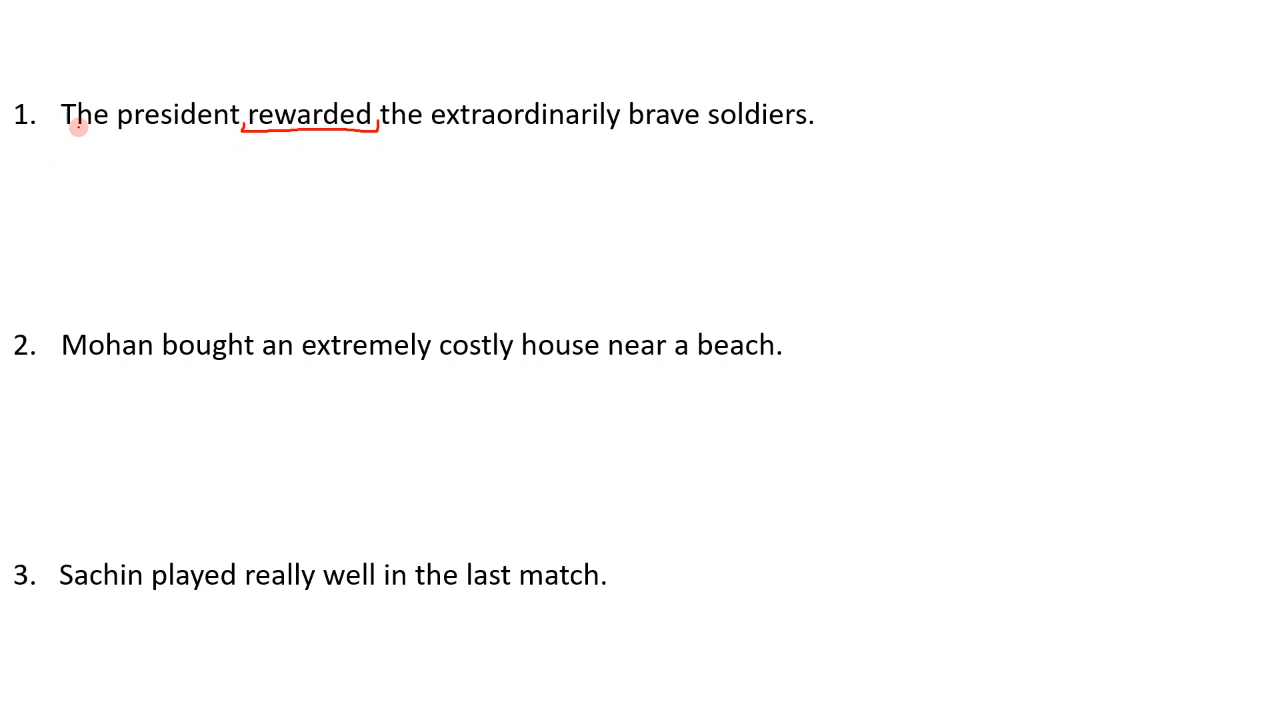 1. The president rewarded the extraordinarily brave soldiers.
2. Mohan bought an extremely costly house near a beach.
3. Sachin played really well in the last match.